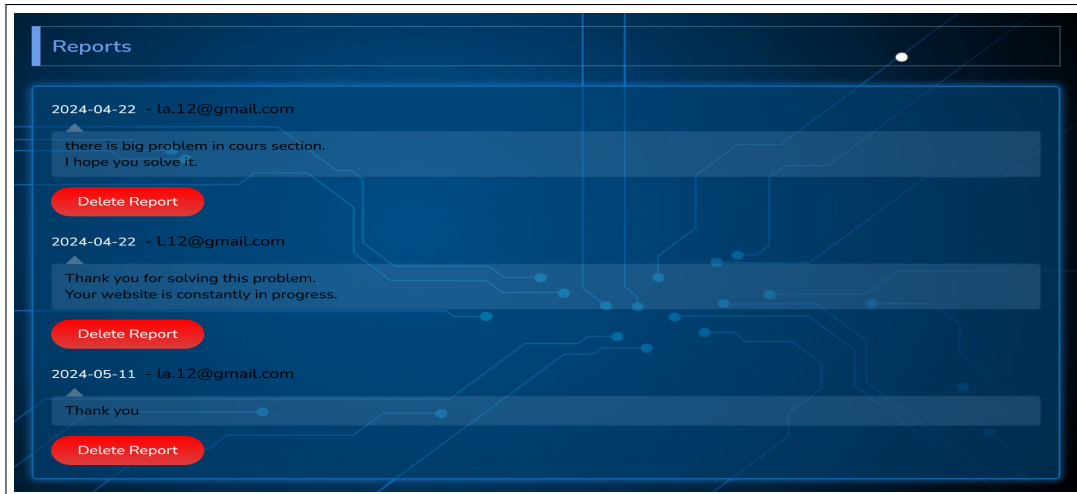 Reports
2024-04-22 - la.12@gmail.com
there is big problem in cours section.
I hope you solve it.
Delete Report
2024-04-22 - l.12@gmail.com
Thank you for solving this problem.
Your website is constantly in progress.
Delete Report
2024-05-11 - la.12@gmail.com
Thank you
Delete Report